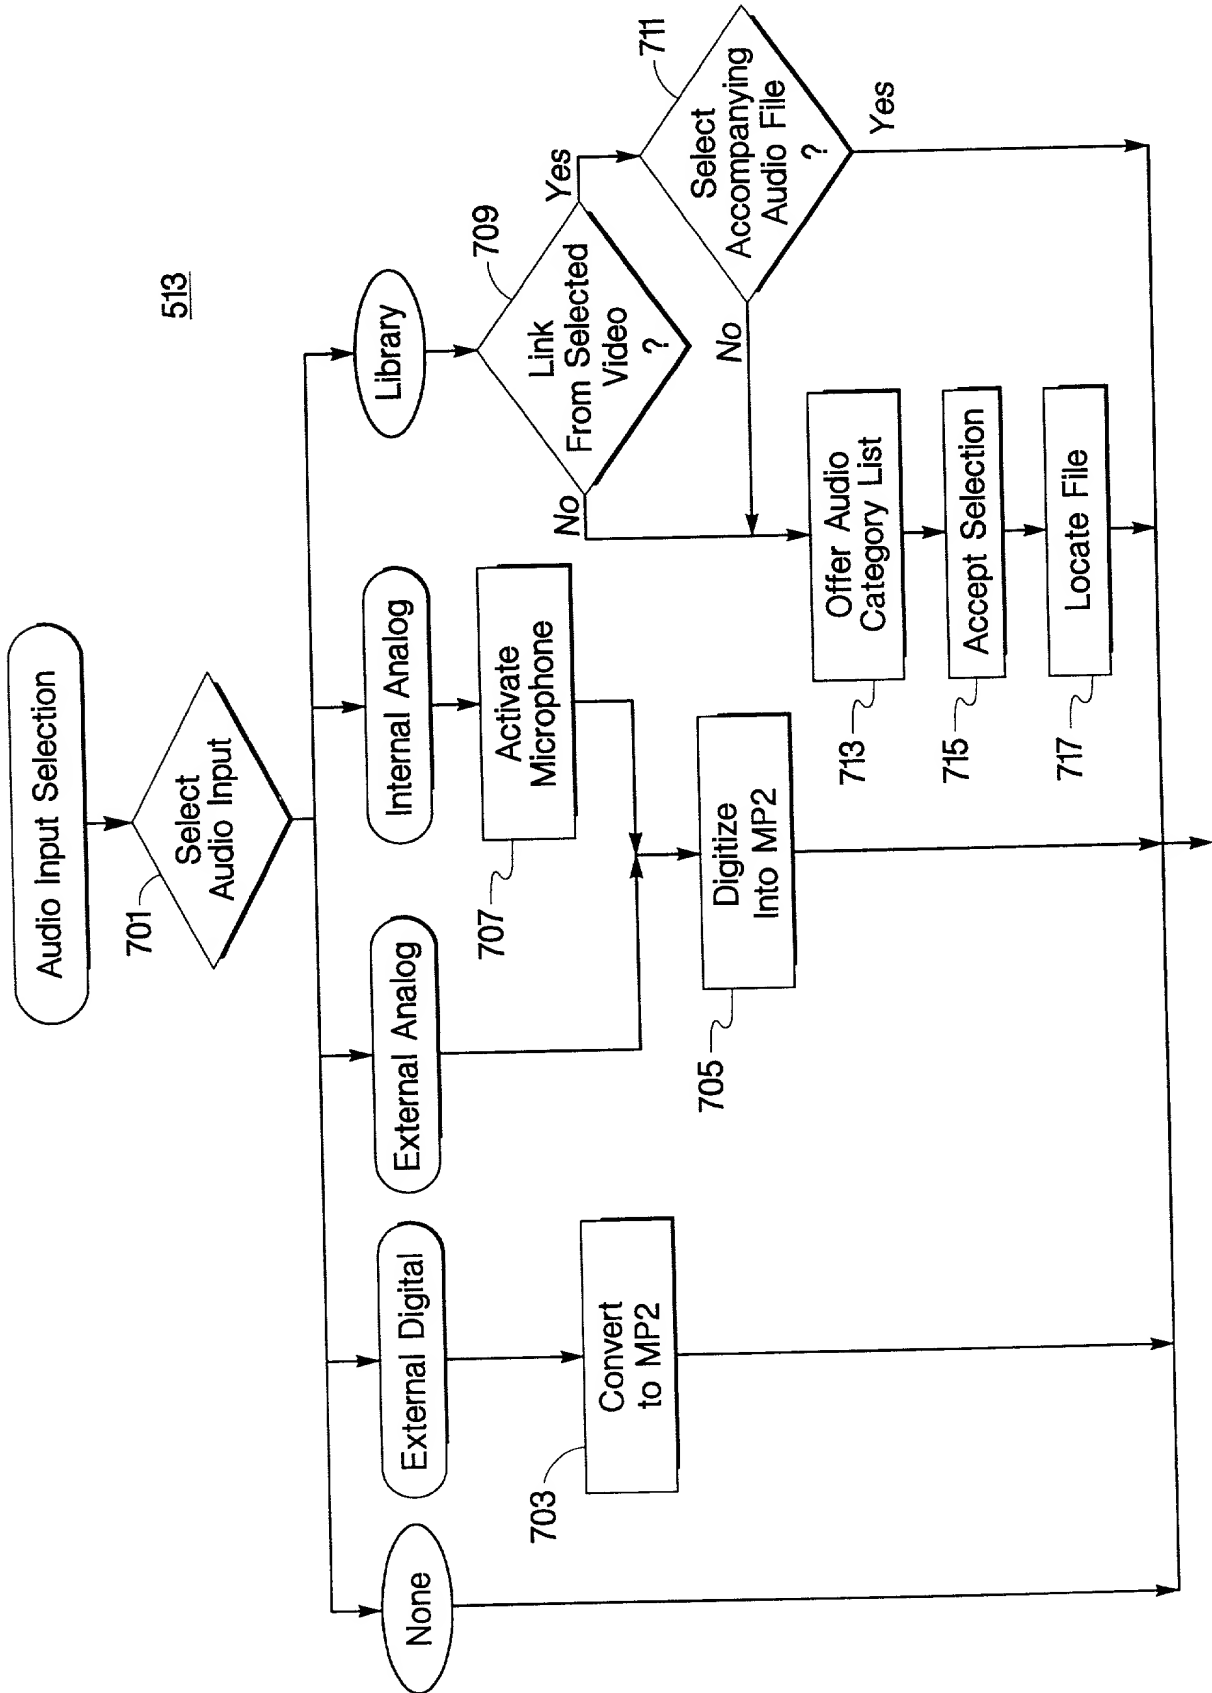 513
Audio Input Selection
701
Select
Audio Input
None
External Digital
External Analog
Internal Analog
Library
703
Convert
to MP2
707
Activate
Microphone
705
Digitize
Into MP2
709
Link
From Selected
Video
?
No
Yes
711
Select
Accompanying
Audio File
?
No
Yes
713
Offer Audio
Category List
715
Accept Selection
717
Locate File